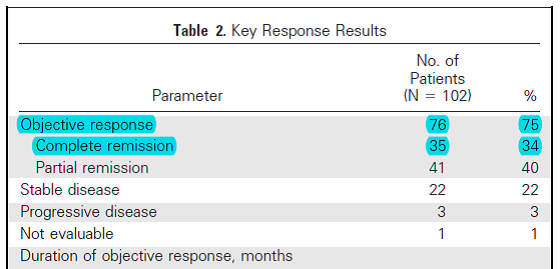 Table 2. Key Response Results
No. of
Patients
Parameter (N = 102) %
Objective response 76 75
Complete remission 35 34
Partial remission 41 40
Stable disease 22 22
Progressive disease 3 3
Not evaluable 1 1
Duration of objective response, months